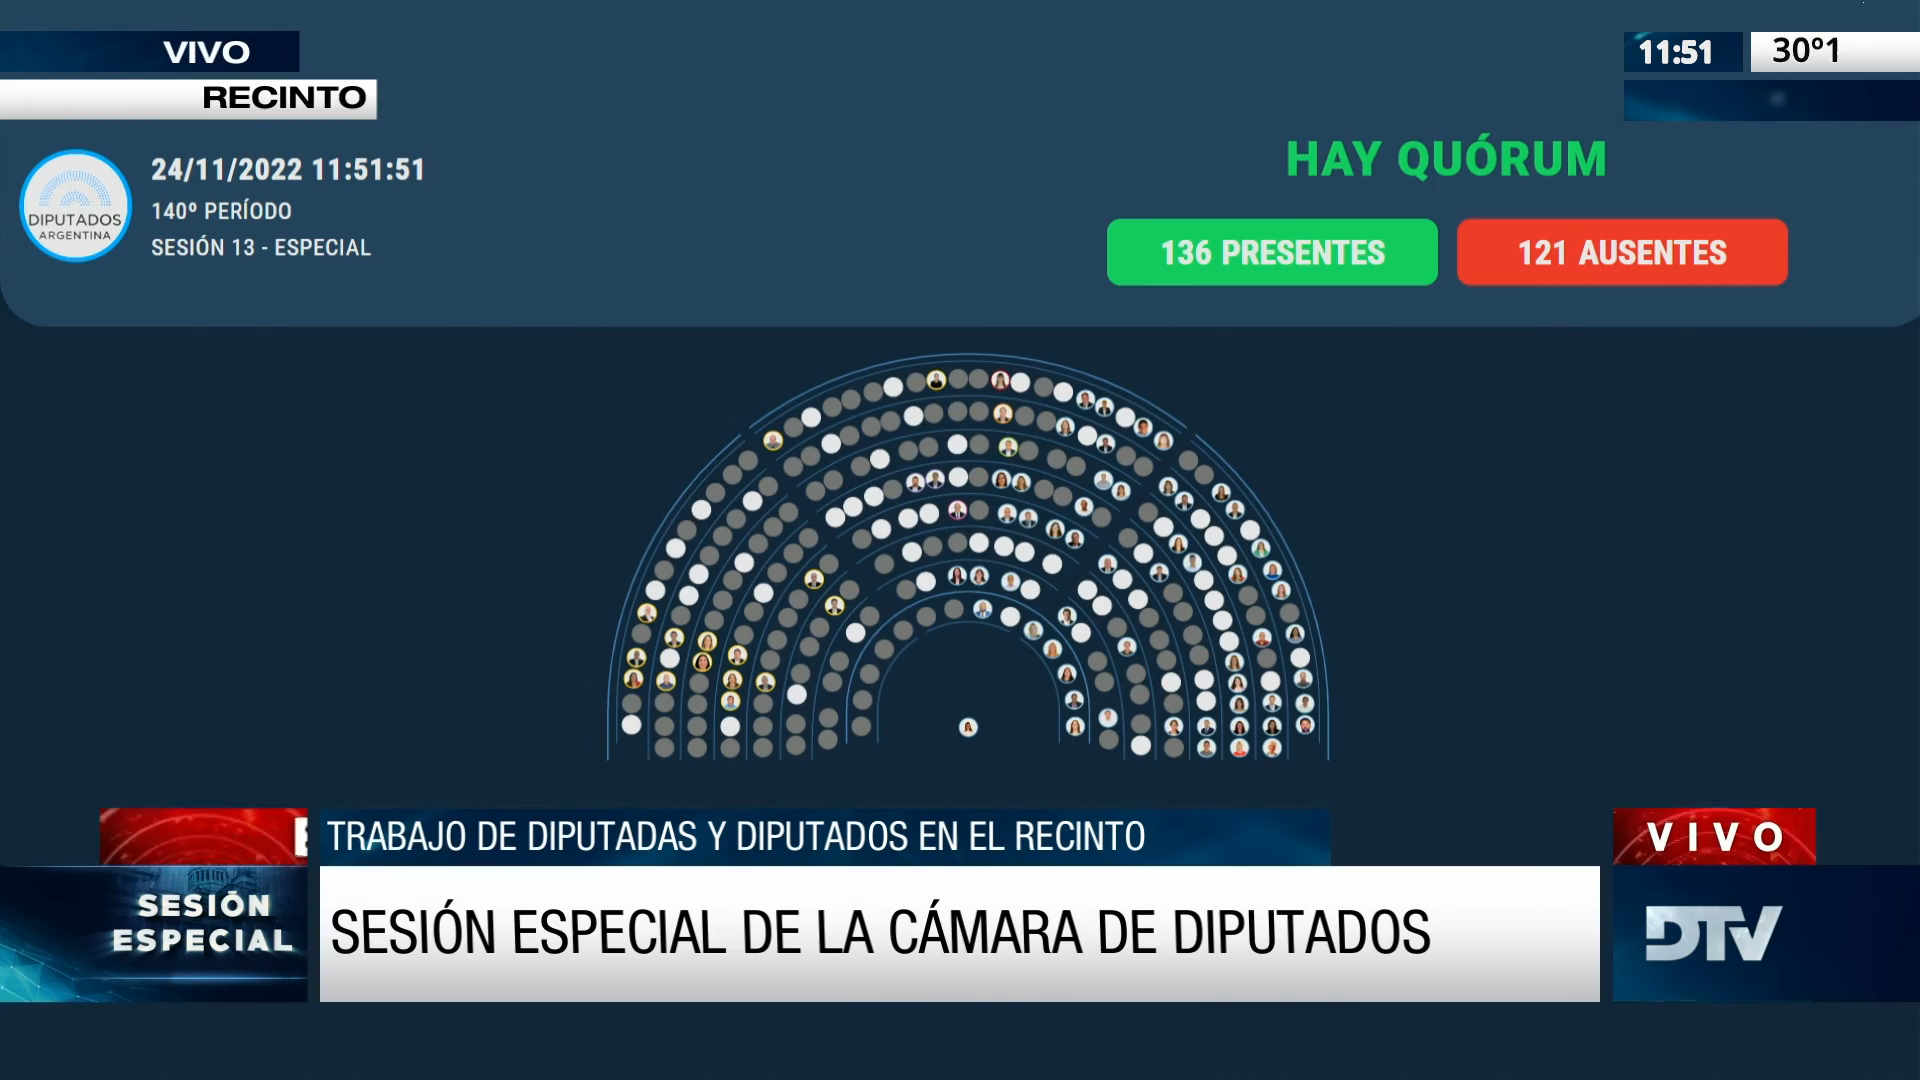 VIVO
RECINTO
11:51
30º1
24/11/2022 11:51:51
140º PERÍODO
SESIÓN 13 - ESPECIAL
DIPUTADOS
ARGENTINA
HAY QUÓRUM
136 PRESENTES
121 AUSENTES
TRABAJO DE DIPUTADAS Y DIPUTADOS EN EL RECINTO
SESIÓN
ESPECIAL
SESIÓN ESPECIAL DE LA CÁMARA DE DIPUTADOS
VIVO
DTV